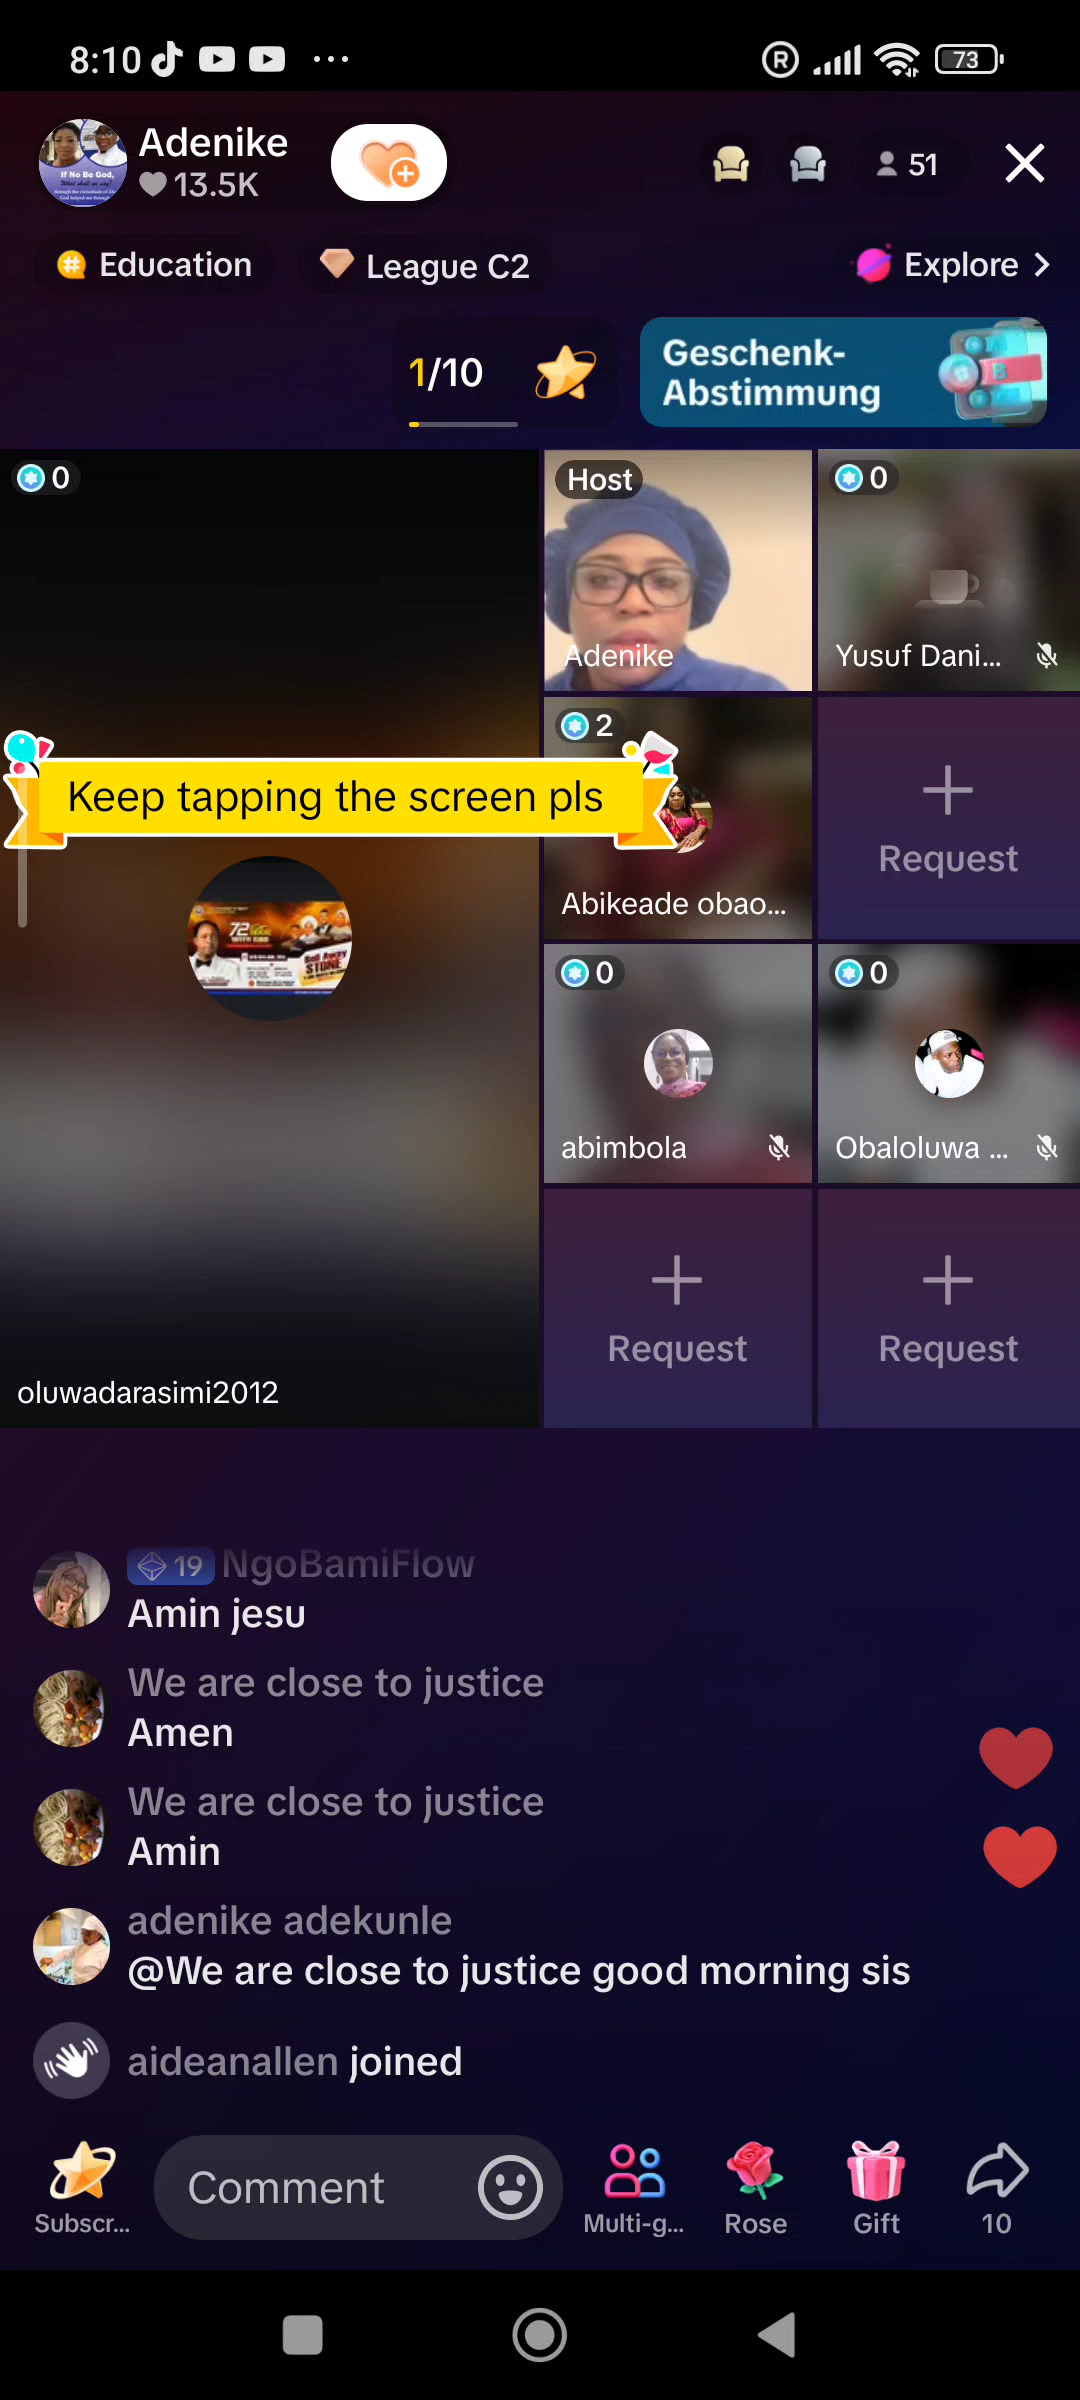 8:10
73
Adenike
13.5K
51
Education
League C2
Explore
1/10
Geschenk-
Abstimmung
0
Host
0
Adenike
Yusuf Dani...
2
Keep tapping the screen pls
Request
Abikeade obao...
0
0
abimbola
Obaloluwa ...
Request
Request
oluwadarasimi2012
19 NgoBamiFlow
Amin jesu
We are close to justice
Amen
We are close to justice
Amin
adenike adekunle
@We are close to justice good morning sis
aideanallen joined
Comment
Subscr...
Multi-g...
Rose
Gift
10